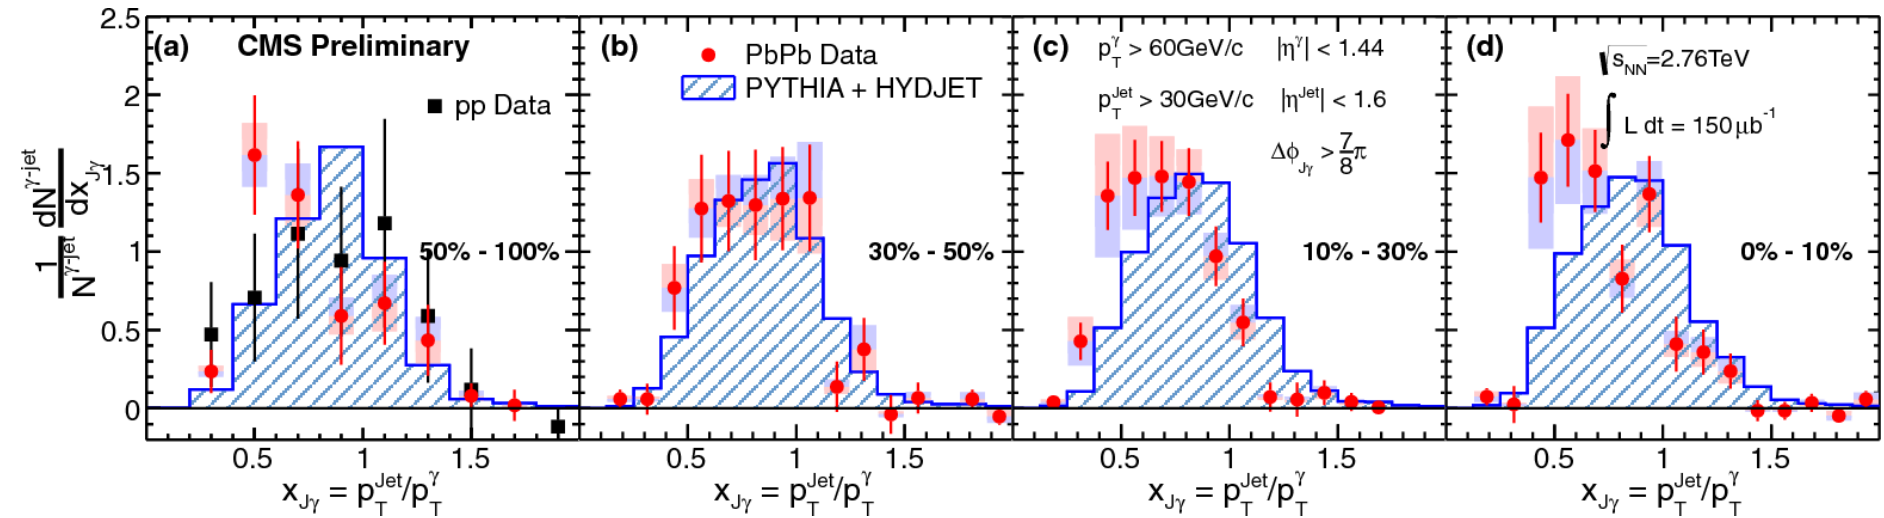 (a) CMS Preliminary
pp Data
50% - 100%
(b)
PbPb Data
PYTHIA + HYDJET
30% - 50%
(c) p_T^γ > 60GeV/c |η^γ| < 1.44
p_T^Jet > 30GeV/c |η^Jet| < 1.6
Δϕ_Jγ > 7/8 π
10% - 30%
(d) √s_NN=2.76TeV
∫ L dt = 150 μb^-1
0% - 10%
1/N^γ-jet dN^γ-jet/dx_Jγ
2.5
2
1.5
1
0.5
0
0.5 1 1.5
0.5 1 1.5
0.5 1 1.5
0.5 1 1.5
x_Jγ = p_T^Jet/p_T^γ
x_Jγ = p_T^Jet/p_T^γ
x_Jγ = p_T^Jet/p_T^γ
x_Jγ = p_T^Jet/p_T^γ